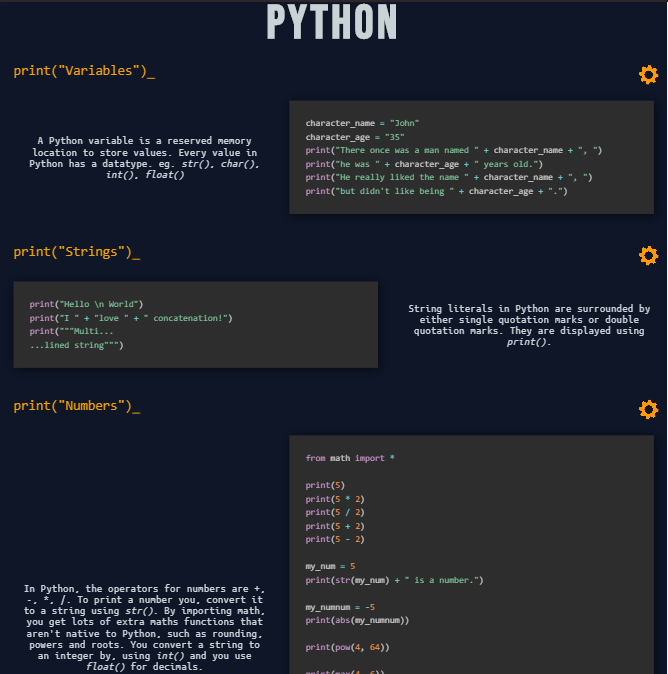 PYTHON
print("Variables")_
A Python variable is a reserved memory
location to store values. Every value in
Python has a datatype. eg. str(), char(),
int(), float()
character_name = "John"
character_age = "35"
print("There once was a man named " + character_name + ", ")
print("he was " + character_age + " years old.")
print("He really liked the name " + character_name + ", ")
print("but didn't like being " + character_age + ".")
print("Strings")_
print("Hello \n World")
print("I " + "love " + " concatenation!")
print("""Multi...
...lined string""")
String literals in Python are surrounded by
either single quotation marks or double
quotation marks. They are displayed using
print().
print("Numbers")_
In Python, the operators for numbers are +,
-, *, /. To print a number you, convert it
to a string using str(). By importing math,
you get lots of extra maths functions that
aren't native to Python, such as rounding,
powers and roots. You convert a string to
an integer by, using int() and you use
float() for decimals.
from math import *
print(5)
print(5 * 2)
print(5 / 2)
print(5 + 2)
print(5 - 2)
my_num = 5
print(str(my_num) + " is a number.")
my_numnum = -5
print(abs(my_numnum))
print(pow(4, 64))